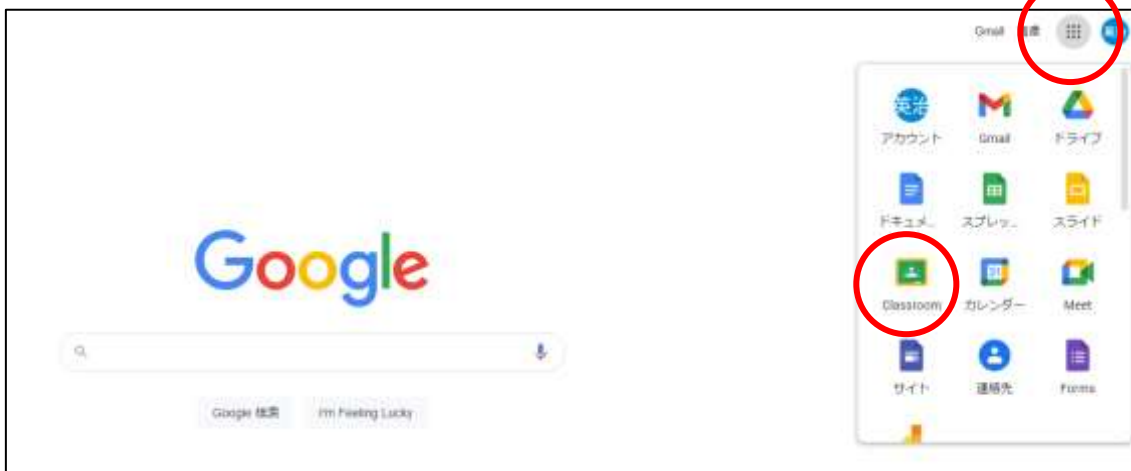 Gmail
英治
アカウント Gmail ドライブ
ドキュメ… スプレッ… スライド
Google
31
Classroom カレンダー Meet
サイト 連絡先 Forms
Google 検索 I'm Feeling Lucky